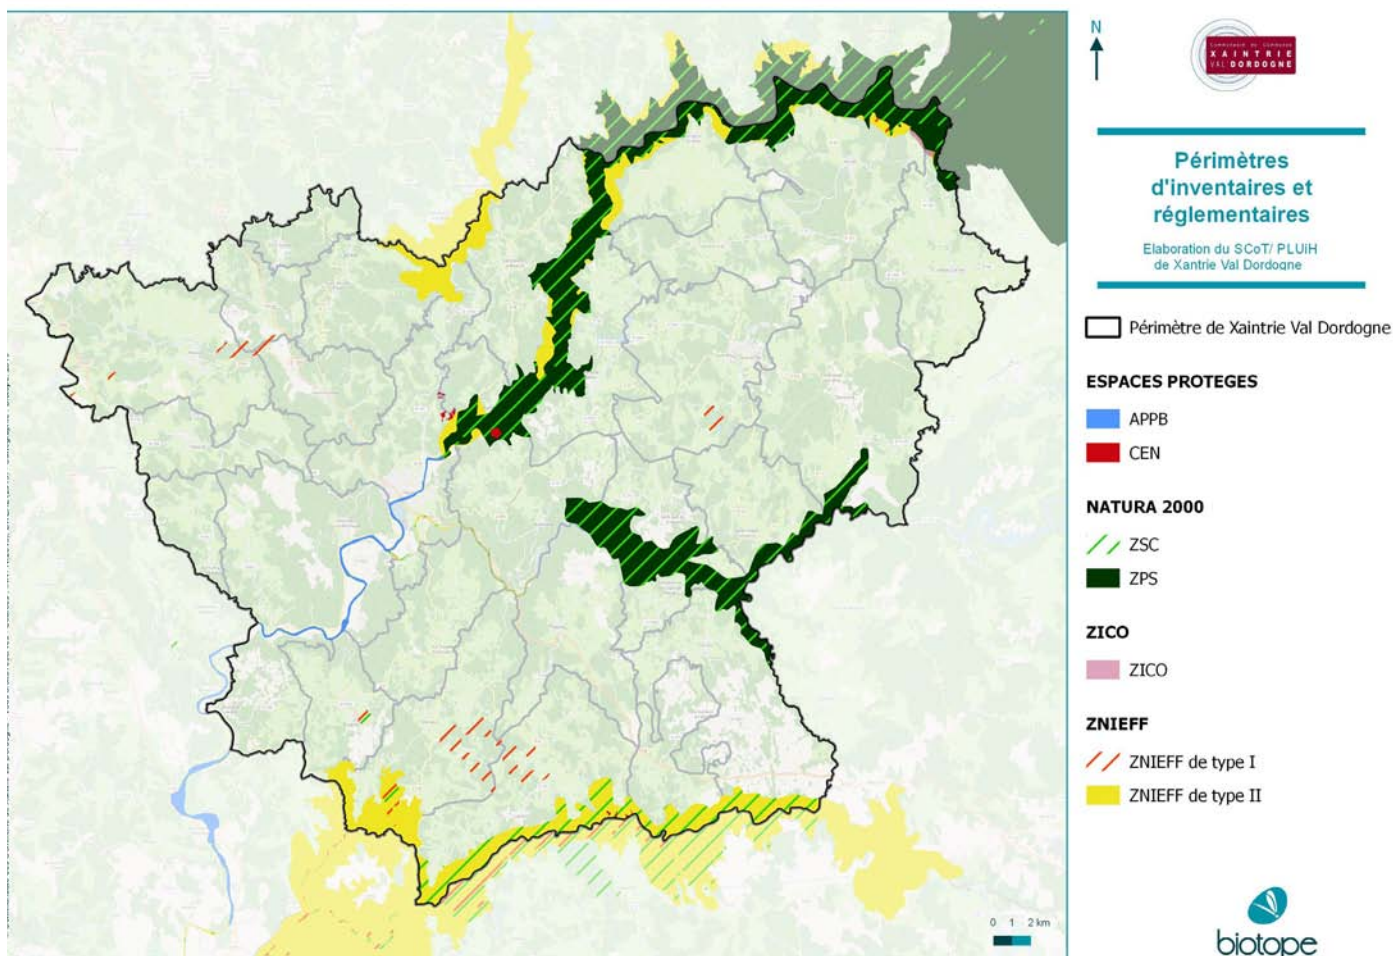 N
Communauté de Communes
XAINTRIE
VAL'DORDOGNE
Périmètres
d'inventaires et
réglementaires
Elaboration du SCoT/ PLUiH
de Xantrie Val Dordogne
Périmètre de Xaintrie Val Dordogne
ESPACES PROTEGES
APPB
CEN
NATURA 2000
ZSC
ZPS
ZICO
ZICO
ZNIEFF
ZNIEFF de type I
ZNIEFF de type II
0 1 2 km
biotope